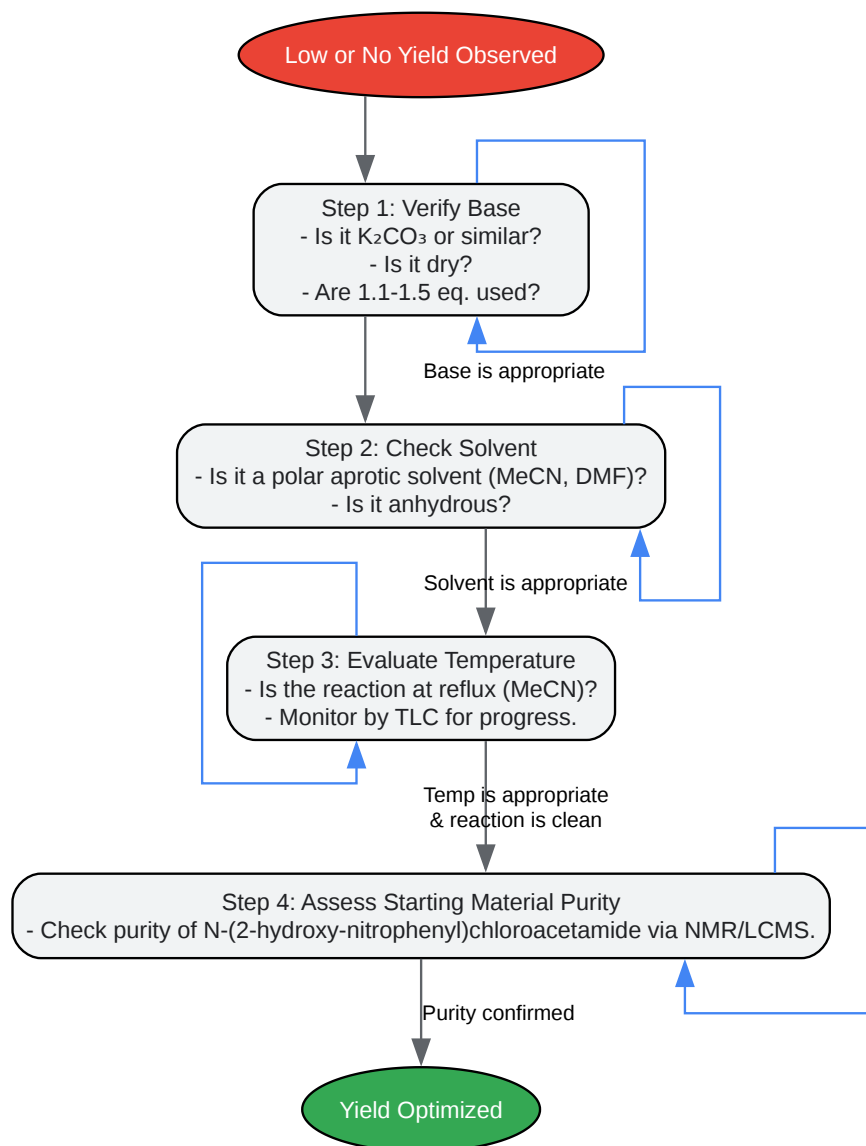 Low or No Yield Observed
Step 1: Verify Base
- Is it K₂CO₃ or similar?
- Is it dry?
- Are 1.1-1.5 eq. used?
Base is appropriate
Step 2: Check Solvent
- Is it a polar aprotic solvent (MeCN, DMF)?
- Is it anhydrous?
Solvent is appropriate
Step 3: Evaluate Temperature
- Is the reaction at reflux (MeCN)?
- Monitor by TLC for progress.
Temp is appropriate
& reaction is clean
Step 4: Assess Starting Material Purity
- Check purity of N-(2-hydroxy-nitrophenyl)chloroacetamide via NMR/LCMS.
Purity confirmed
Yield Optimized